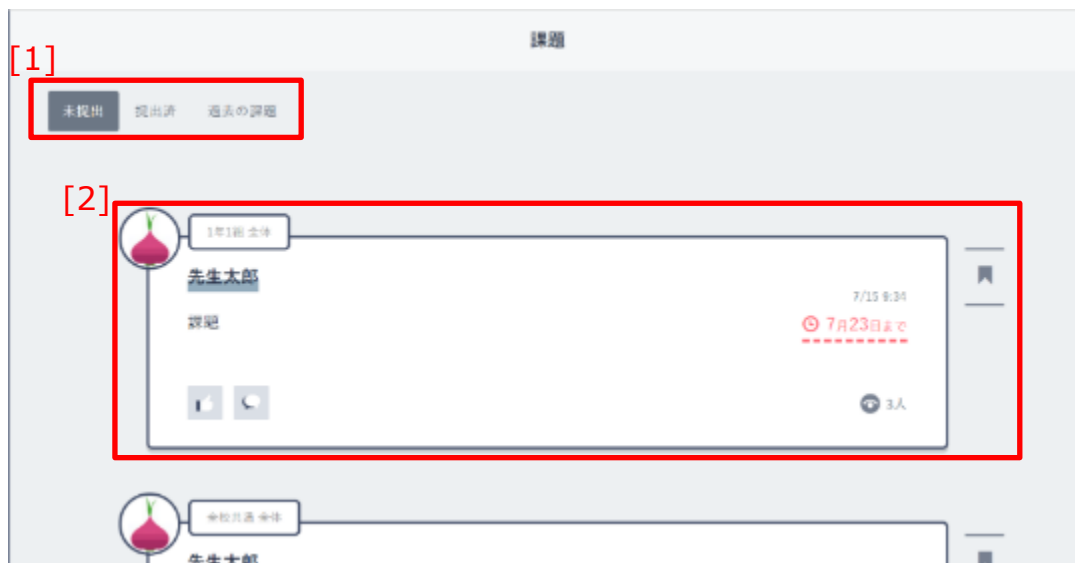 課題
[1]
未提出 提出済 過去の課題
[2]
1年1組 全体
先生太郎
7/15 9:34
課題
7月23日まで
3人
全校共通 全体
先生太郎